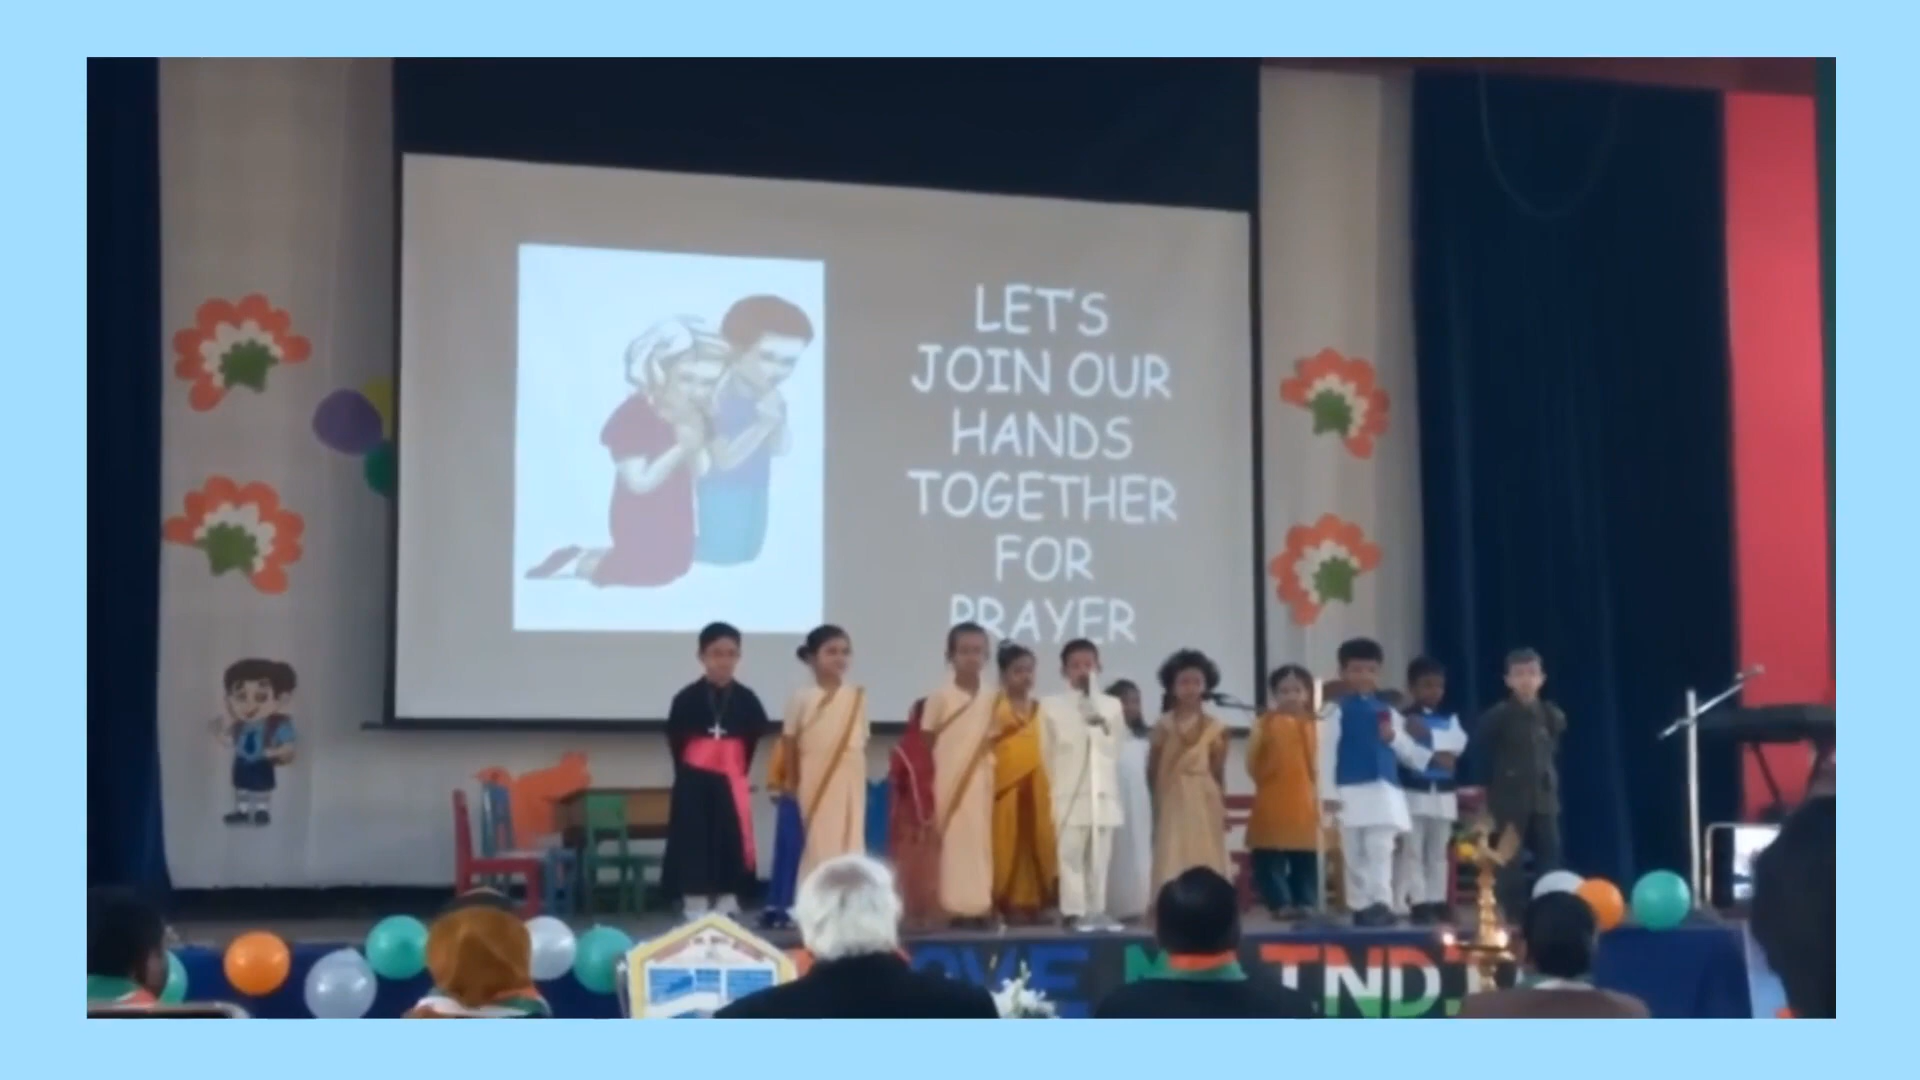 LET'S
JOIN OUR
HANDS
TOGETHER
FOR
PRAYER